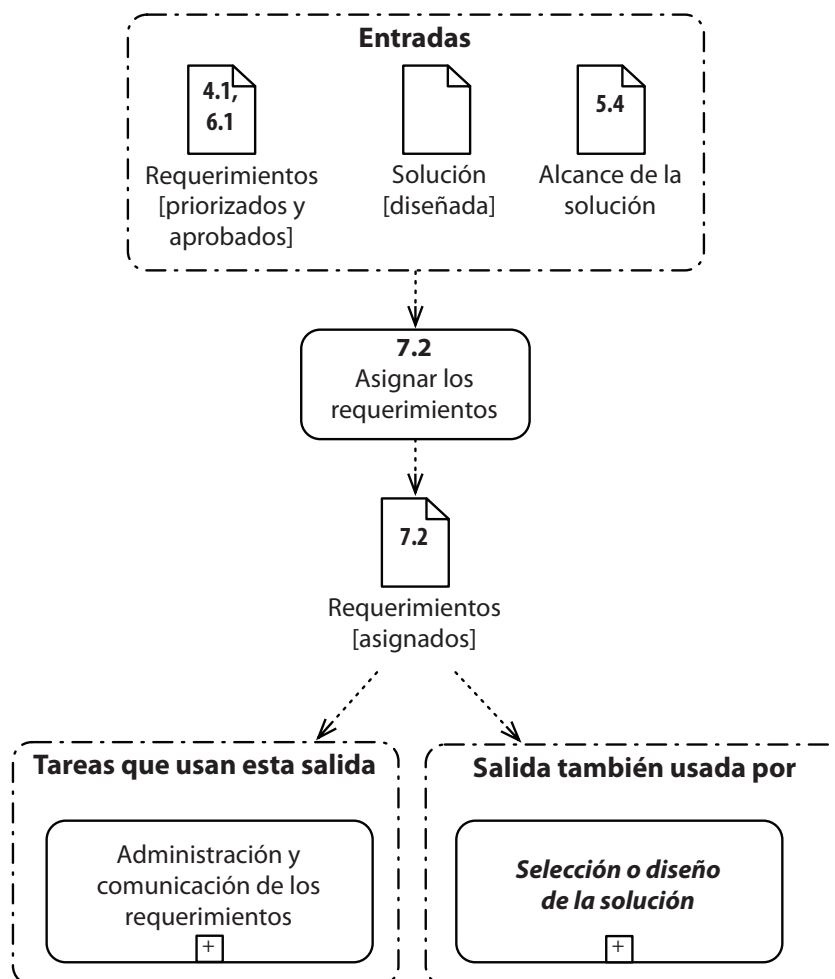 Entradas
4.1,
6.1
5.4
Requerimientos
[priorizados y
aprobados]
Solución
[diseñada]
Alcance de la
solución
7.2
Asignar los
requerimientos
7.2
Requerimientos
[asignados]
Tareas que usan esta salida
Administración y
comunicación de los
requerimientos
+
Salida también usada por
Selección o diseño
de la solución
+